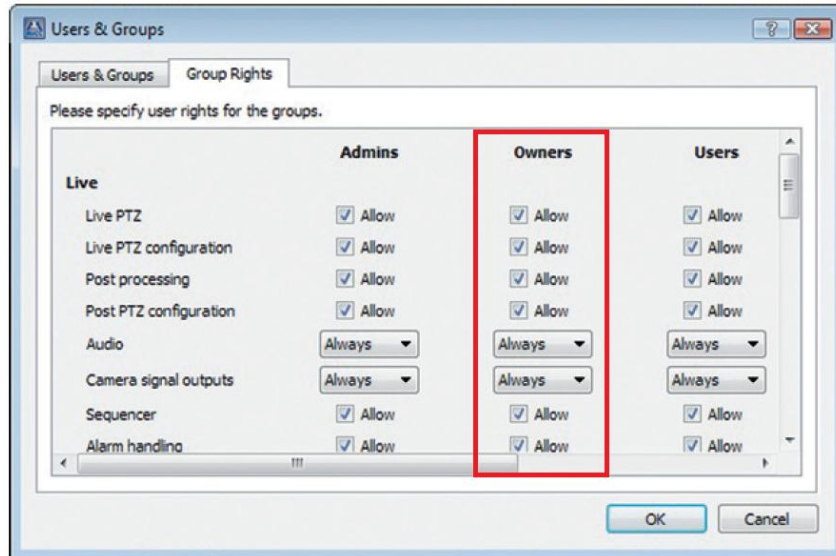 Users & Groups
Users & Groups Group Rights
Please specify user rights for the groups.
Admins Owners Users
Live
Live PTZ Allow Allow Allow
Live PTZ configuration Allow Allow Allow
Post processing Allow Allow Allow
Post PTZ configuration Allow Allow Allow
Audio Always Always Always
Camera signal outputs Always Always Always
Sequencer Allow Allow Allow
Alarm handling Allow Allow Allow
OK Cancel